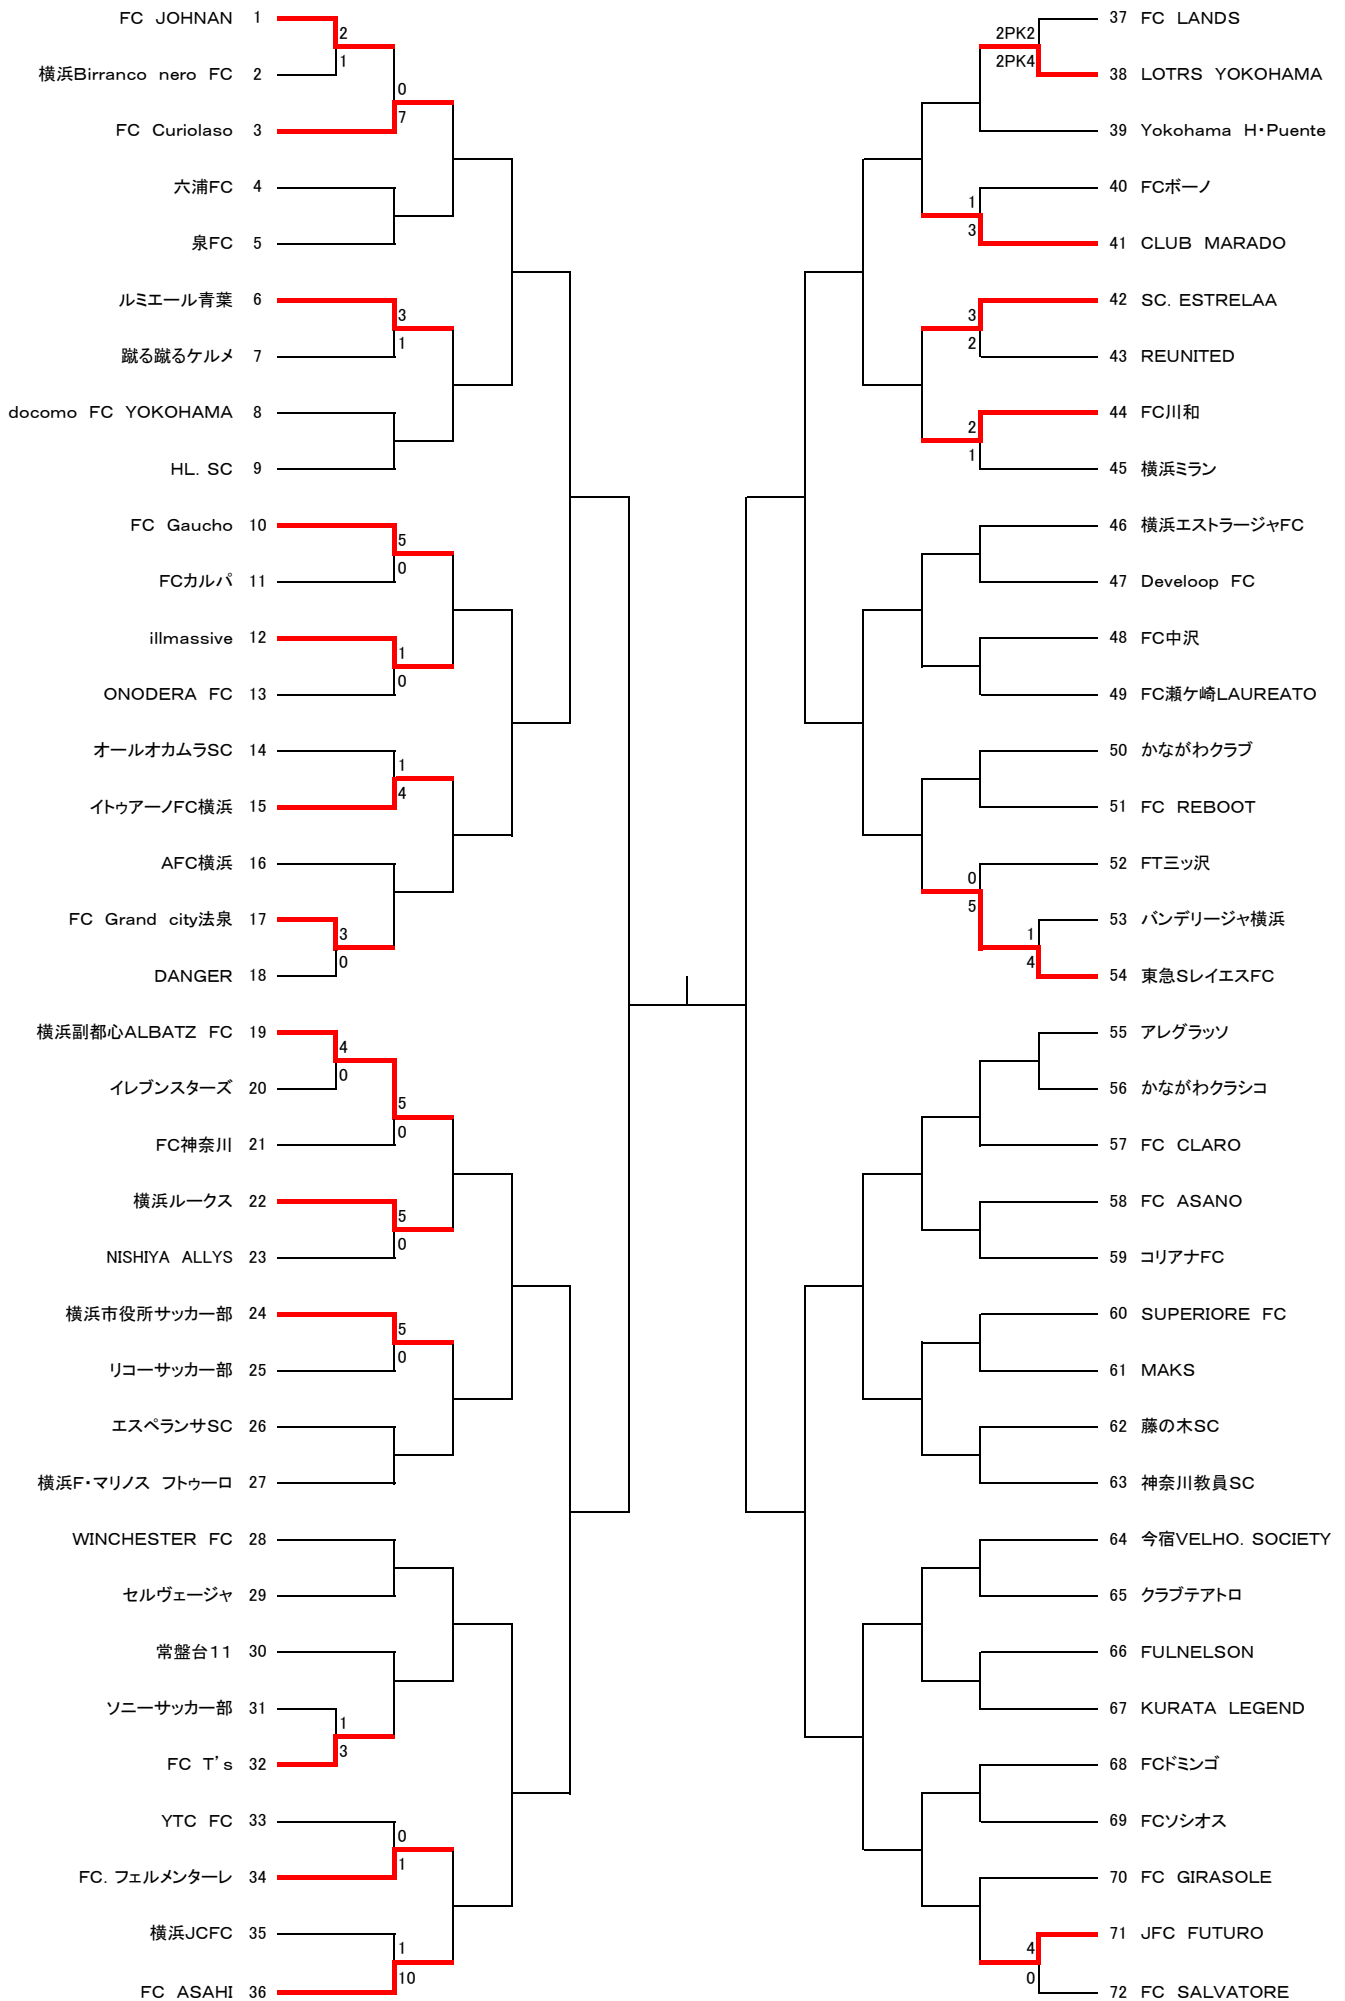 FC JOHNAN 1
2
1
横浜Birranco nero FC 2
0
7
FC Curiolaso 3
六浦FC 4
泉FC 5
ルミエール青葉 6
3
1
蹴る蹴るケルメ 7
docomo FC YOKOHAMA 8
HL. SC 9
FC Gaucho 10
5
0
FCカルパ 11
illmassive 12
1
0
ONODERA FC 13
オールオカムラSC 14
1
4
イトゥアーノFC横浜 15
AFC横浜 16
FC Grand city法泉 17
3
0
DANGER 18
横浜副都心ALBATZ FC 19
4
0
イレブンスターズ 20
5
0
FC神奈川 21
横浜ルークス 22
5
0
NISHIYA ALLYS 23
横浜市役所サッカー部 24
5
0
リコーサッカー部 25
エスペランサSC 26
横浜F・マリノス フトゥーロ 27
WINCHESTER FC 28
セルヴェージャ 29
常盤台11 30
ソニーサッカー部 31
1
3
FC T's 32
YTC FC 33
0
1
FC. フェルメンターレ 34
横浜JCFC 35
1
10
FC ASAHI 36
37 FC LANDS
2PK2
2PK4
38 LOTRS YOKOHAMA
39 Yokohama H・Puente
40 FCボーノ
1
3
41 CLUB MARADO
42 SC. ESTRELAA
3
2
43 REUNITED
44 FC川和
2
1
45 横浜ミラン
46 横浜エストラージャFC
47 Develoop FC
48 FC中沢
49 FC瀬ケ崎LAUREATO
50 かながわクラブ
51 FC REBOOT
52 FT三ッ沢
0
5
53 バンデリージャ横浜
1
4
54 東急SレイエスFC
55 アレグラッソ
56 かながわクラシコ
57 FC CLARO
58 FC ASANO
59 コリアナFC
60 SUPERIORE FC
61 MAKS
62 藤の木SC
63 神奈川教員SC
64 今宿VELHO. SOCIETY
65 クラブテアトロ
66 FULNELSON
67 KURATA LEGEND
68 FCドミンゴ
69 FCソシオス
70 FC GIRASOLE
71 JFC FUTURO
4
0
72 FC SALVATORE